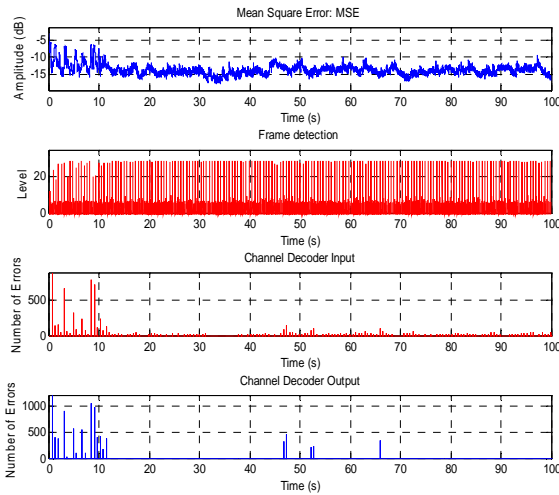 Mean Square Error: MSE
Amplitude (dB)
-5
-10
-15
0 10 20 30 40 50 60 70 80 90 100
Time (s)
Frame detection
Level
20
0
0 10 20 30 40 50 60 70 80 90 100
Time (s)
Channel Decoder Input
Number of Errors
500
0
0 10 20 30 40 50 60 70 80 90 100
Time (s)
Channel Decoder Output
Number of Errors
1000
500
0
0 10 20 30 40 50 60 70 80 90 100
Time (s)